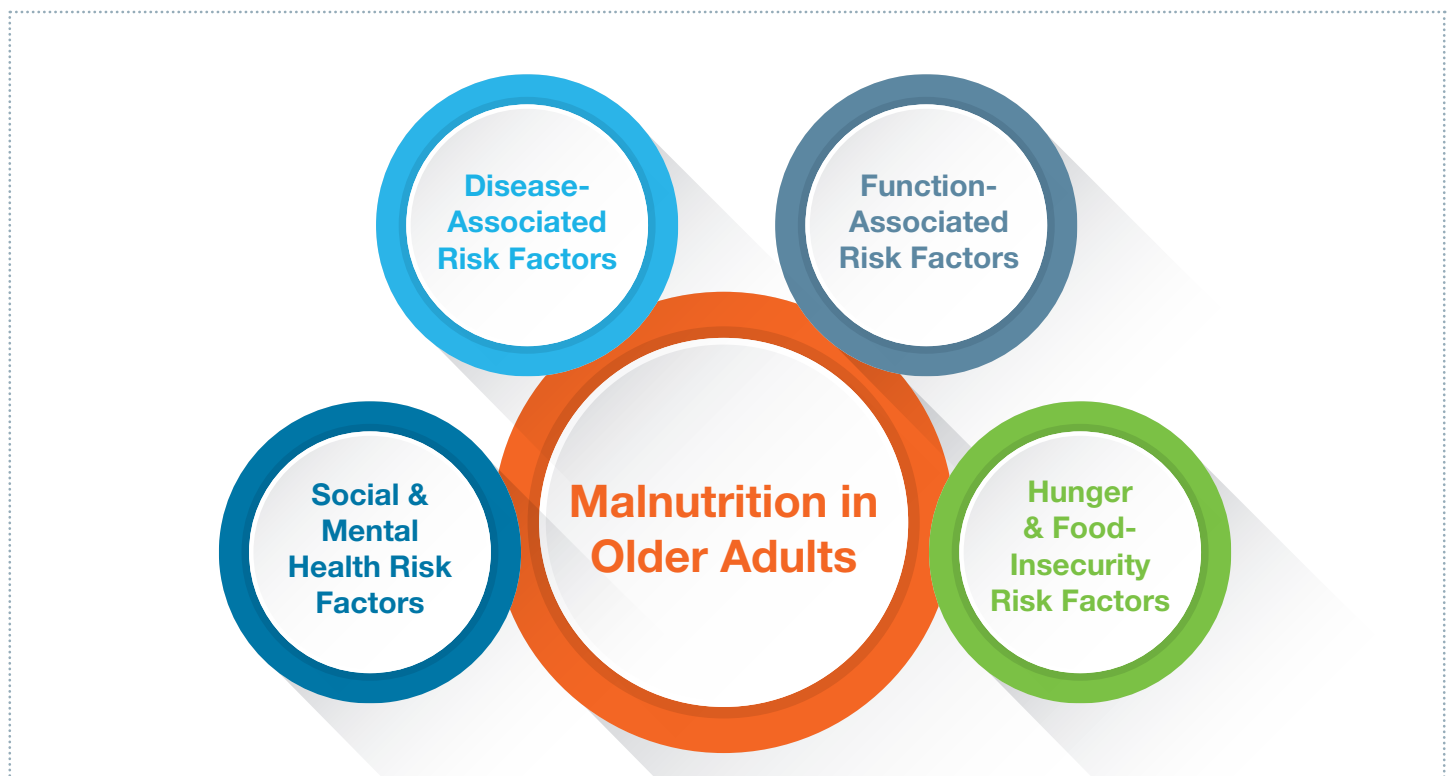 Disease-
Associated
Risk Factors
Function-
Associated
Risk Factors
Social &
Mental
Health Risk
Factors
Malnutrition in
Older Adults
Hunger
& Food-
Insecurity
Risk Factors